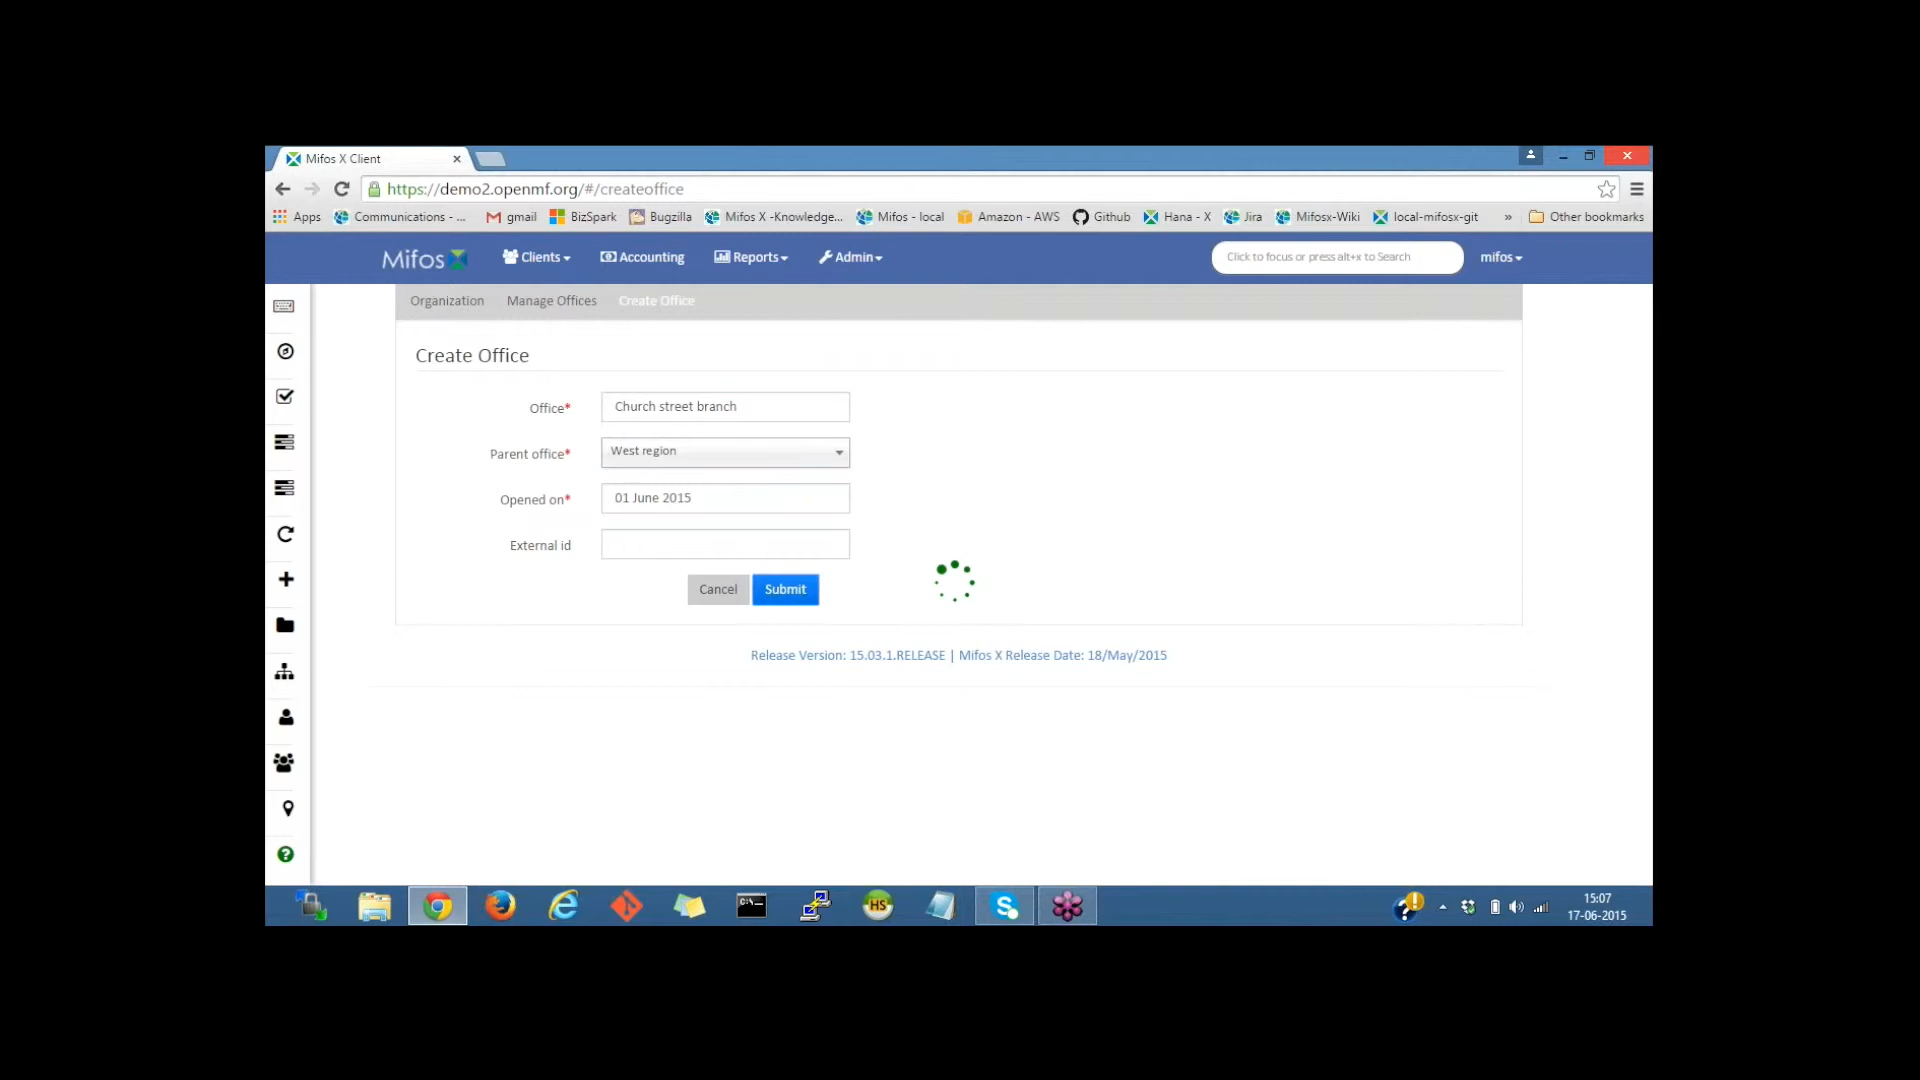 Mifos X Client
https://demo2.openmf.org/#/createoffice
Apps Communications - ... gmail BizSpark Bugzilla Mifos X -Knowledge... Mifos - local Amazon - AWS Github Hana - X Jira Mifosx-Wiki local-mifosx-git » Other bookmarks
Mifos Clients Accounting Reports Admin Click to focus or press alt+x to Search mifos
Organization Manage Offices Create Office
Create Office
Office* Church street branch
Parent office* West region
Opened on* 01 June 2015
External id
Cancel Submit
Release Version: 15.03.1.RELEASE | Mifos X Release Date: 18/May/2015
C:\._
HS
15:07
17-06-2015